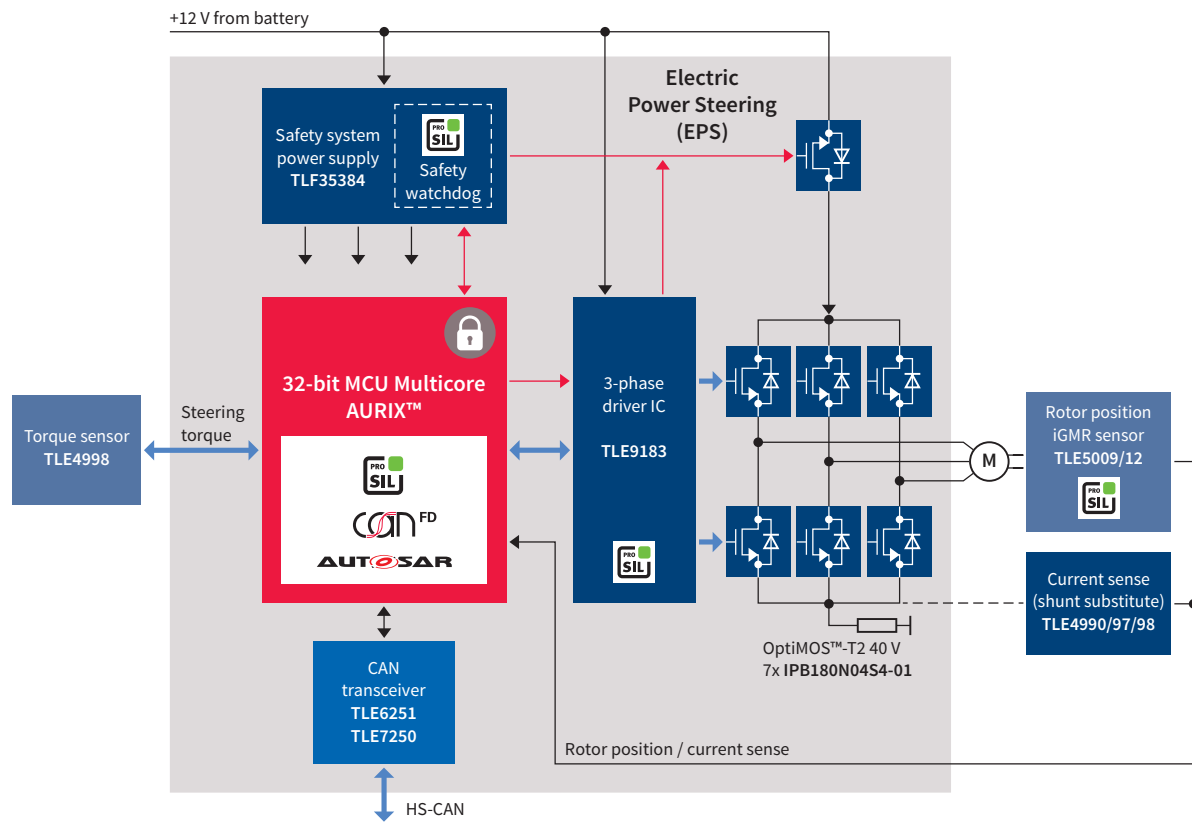 +12 V from battery
Electric
Power Steering
(EPS)
Safety system
power supply
TLF35384
PRO
SIL
Safety
watchdog
32-bit MCU Multicore
AURIX™
PRO
SIL
CAN FD
AUTOSAR
3-phase
driver IC
TLE9183
PRO
SIL
Steering
torque
Torque sensor
TLE4998
M
Rotor position
iGMR sensor
TLE5009/12
PRO
SIL
Current sense
(shunt substitute)
TLE4990/97/98
OptiMOS™-T2 40 V
7x IPB180N04S4-01
CAN
transceiver
TLE6251
TLE7250
Rotor position / current sense
HS-CAN